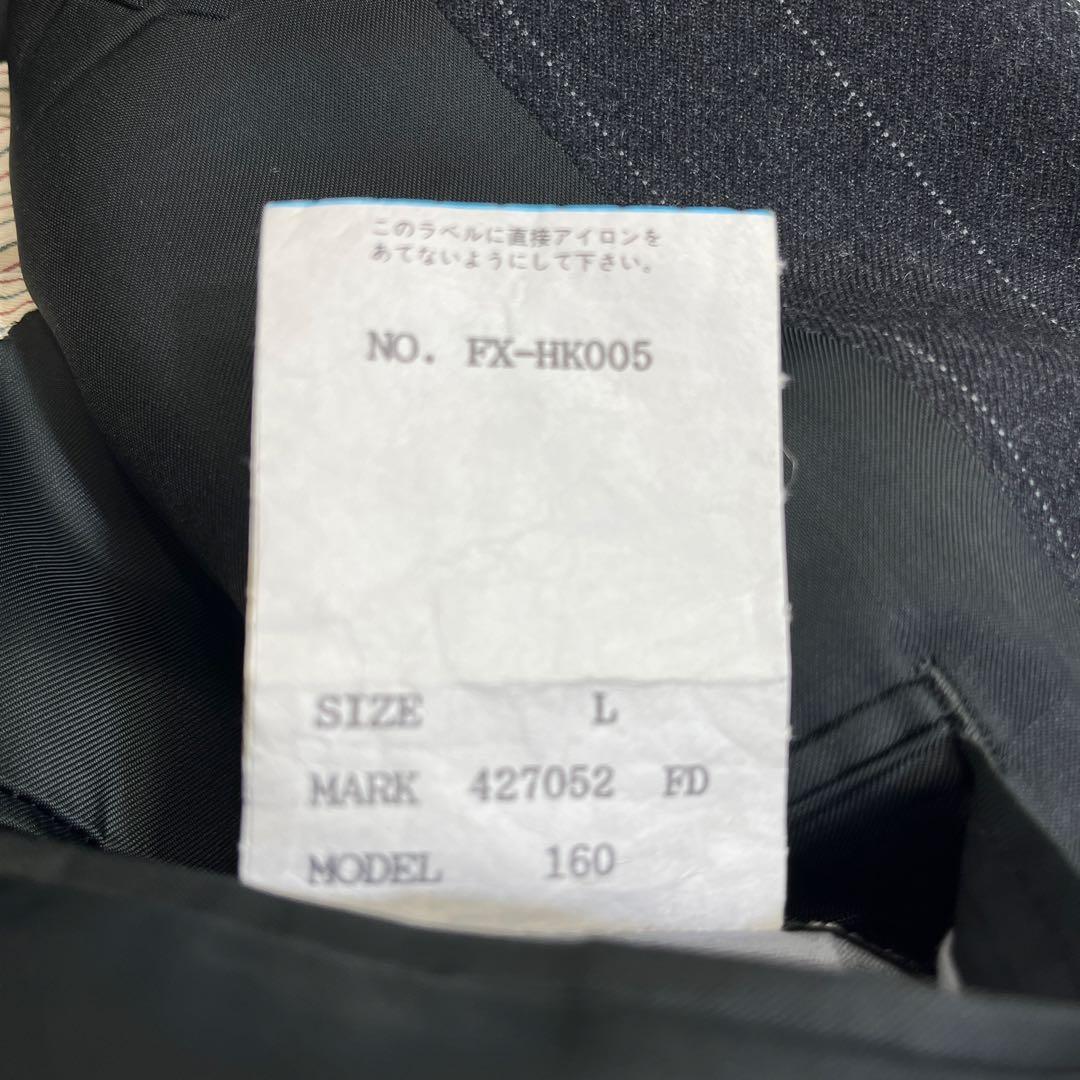 このラベルに直接アイロンを
あてないようにして下さい。
NO. FX-HK005
SIZE L
MARK 427052 FD
MODEL 160